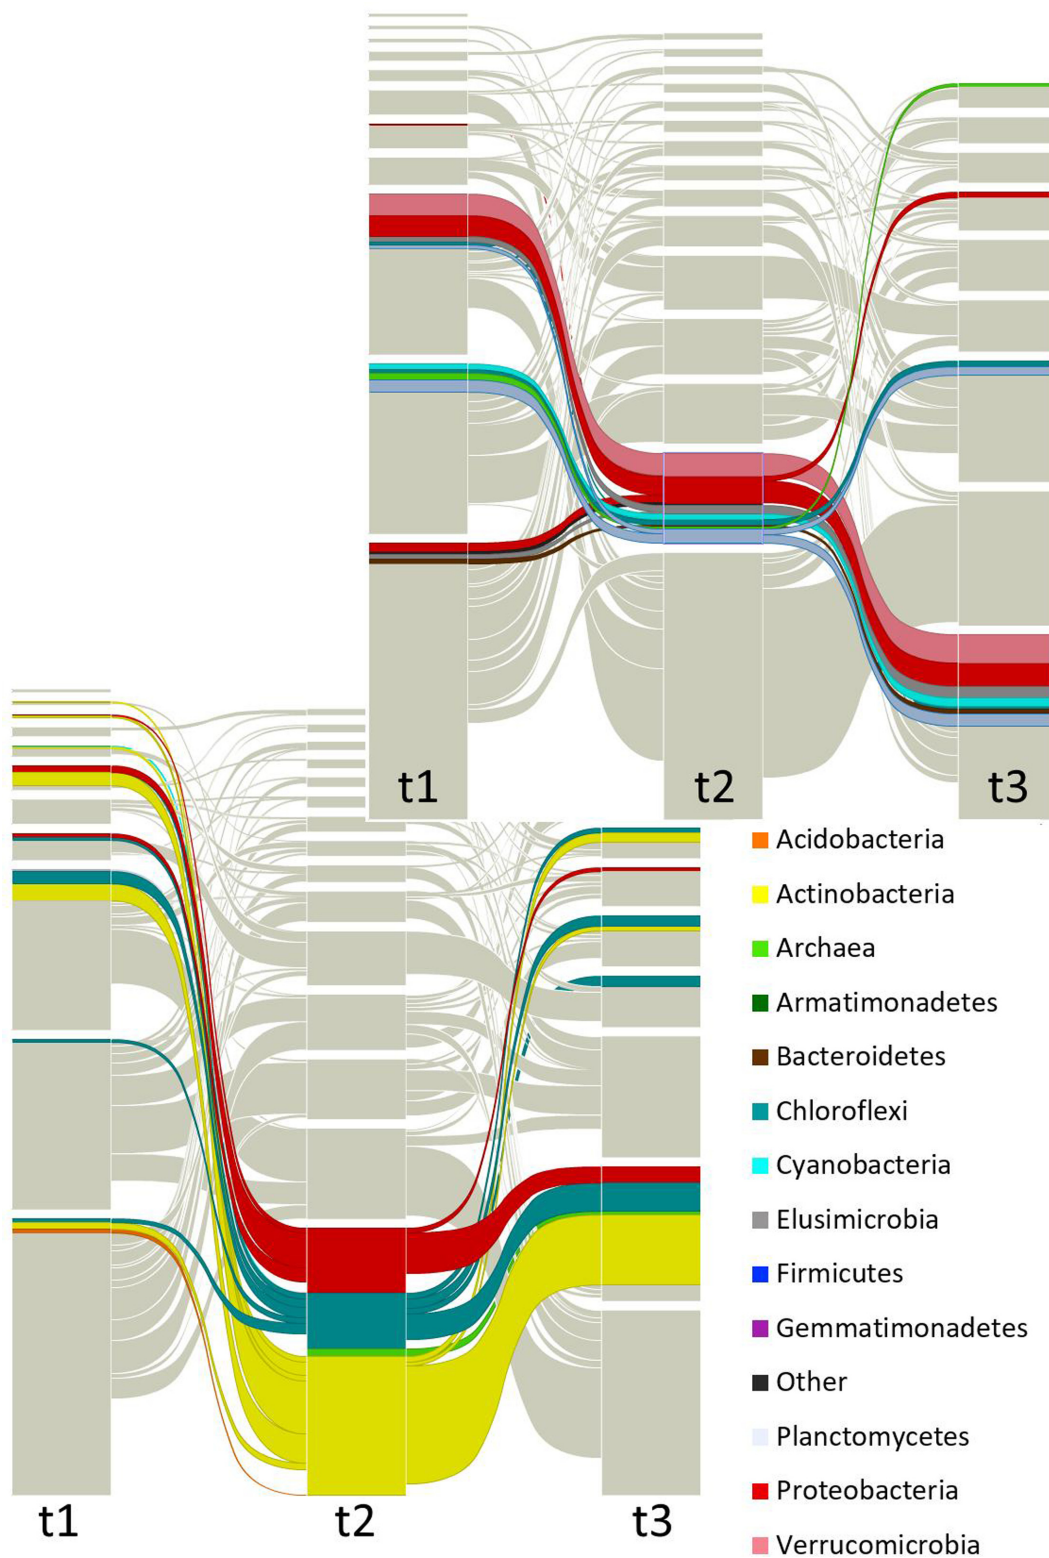 t1
t2
t3
Acidobacteria
Actinobacteria
Archaea
Armatimonadetes
Bacteroidetes
Chloroflexi
Cyanobacteria
Elusimicrobia
Firmicutes
Gemmatimonadetes
Other
Planctomycetes
Proteobacteria
Verrucomicrobia
t1
t2
t3